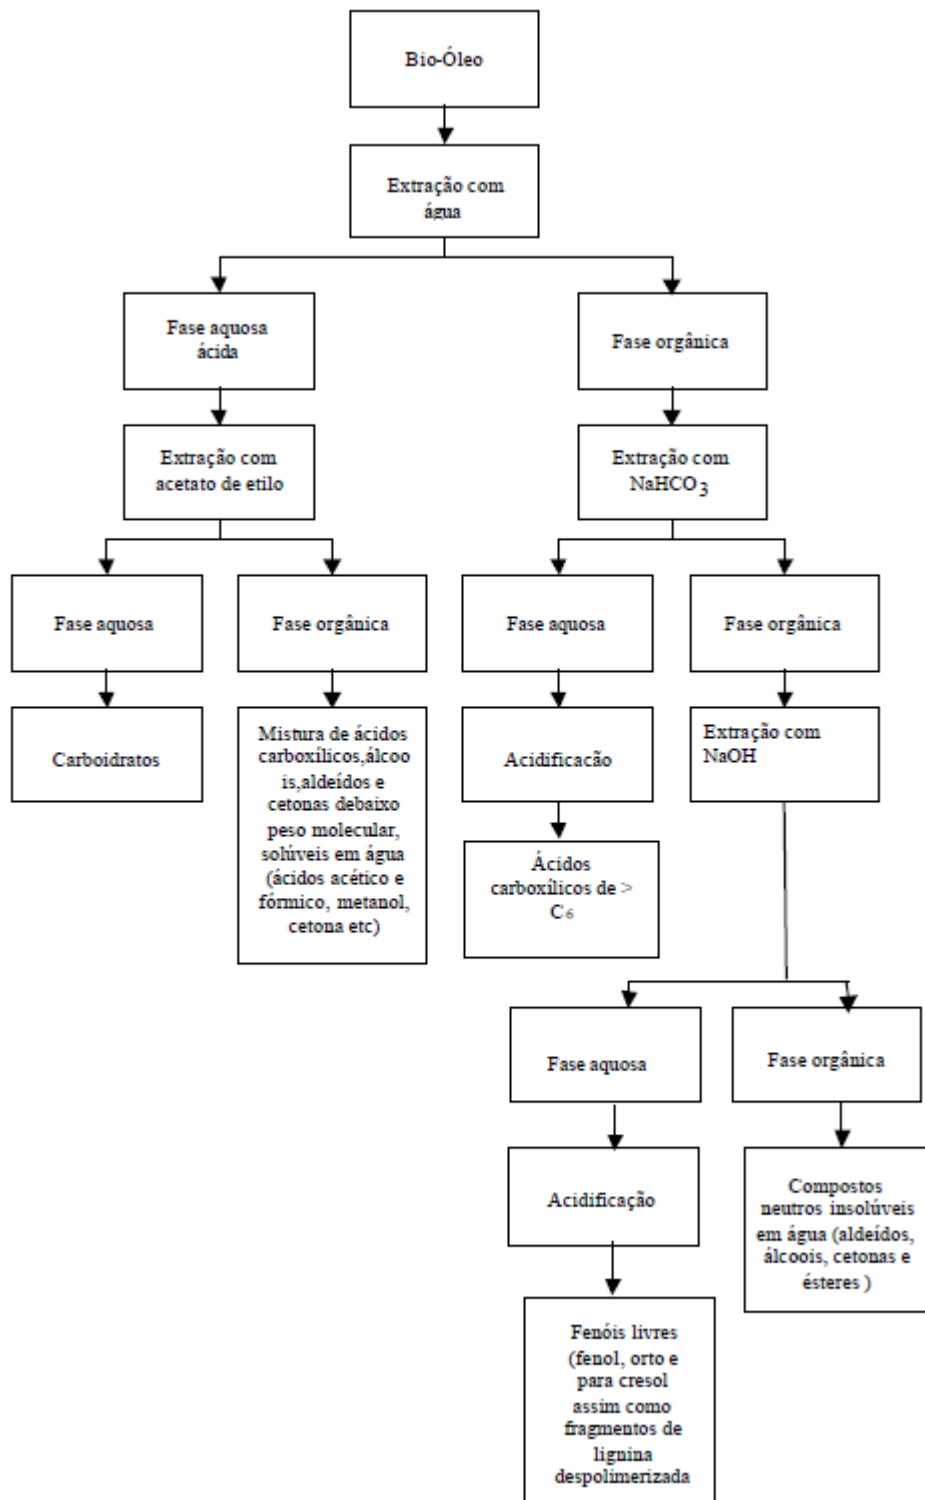 Bio-Óleo
Extração com
água
Fase aquosa
ácida
Fase orgânica
Extração com
acetato de etilo
Extração com
NaHCO3
Fase aquosa
Fase orgânica
Fase aquosa
Fase orgânica
Carboidratos
Mistura de ácidos
carboxílicos,álcoo
is,aldeídos e
cetonas debaixo
peso molecular,
solúveis em água
(ácidos acético e
fórmico, metanol,
cetona etc)
Acidificacão
Extração com
NaOH
Ácidos
carboxílicos de >
C6
Fase aquosa
Fase orgânica
Acidificação
Compostos
neutros insolúveis
em água (aldeídos,
álcoois, cetonas e
ésteres )
Fenóis livres
(fenol, orto e
para cresol
assim como
fragmentos de
lignina
despolimerizada